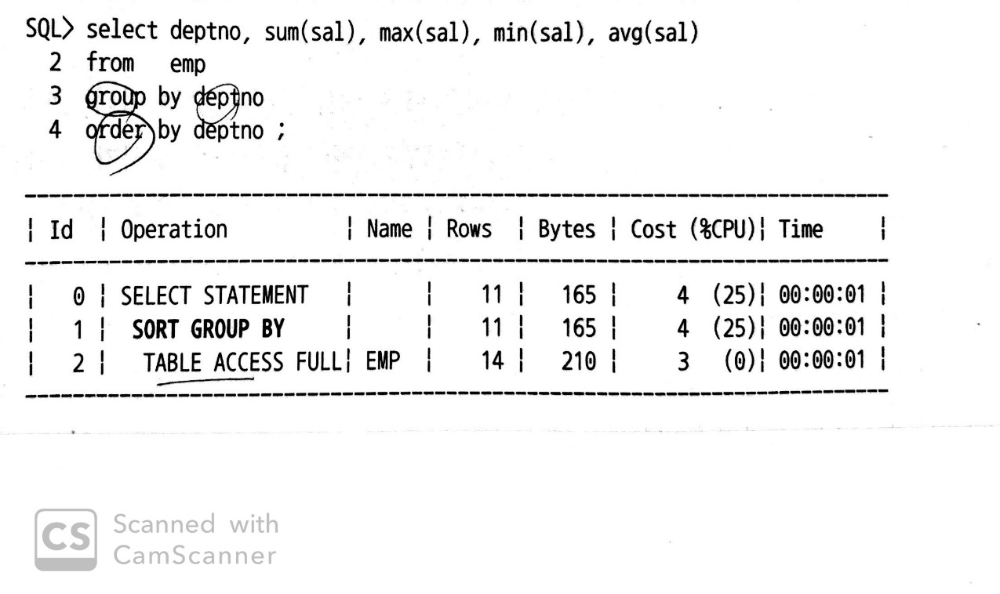 SQL> select deptno, sum(sal), max(sal), min(sal), avg(sal)
2 from emp
3 group by deptno
4 order by deptno ;
| Id | Operation | Name | Rows | Bytes | Cost (%CPU)| Time |
| 0 | SELECT STATEMENT | | 11 | 165 | 4 (25)| 00:00:01 |
| 1 | SORT GROUP BY | | 11 | 165 | 4 (25)| 00:00:01 |
| 2 | TABLE ACCESS FULL| EMP | 14 | 210 | 3 (0)| 00:00:01 |
CS Scanned with
CamScanner